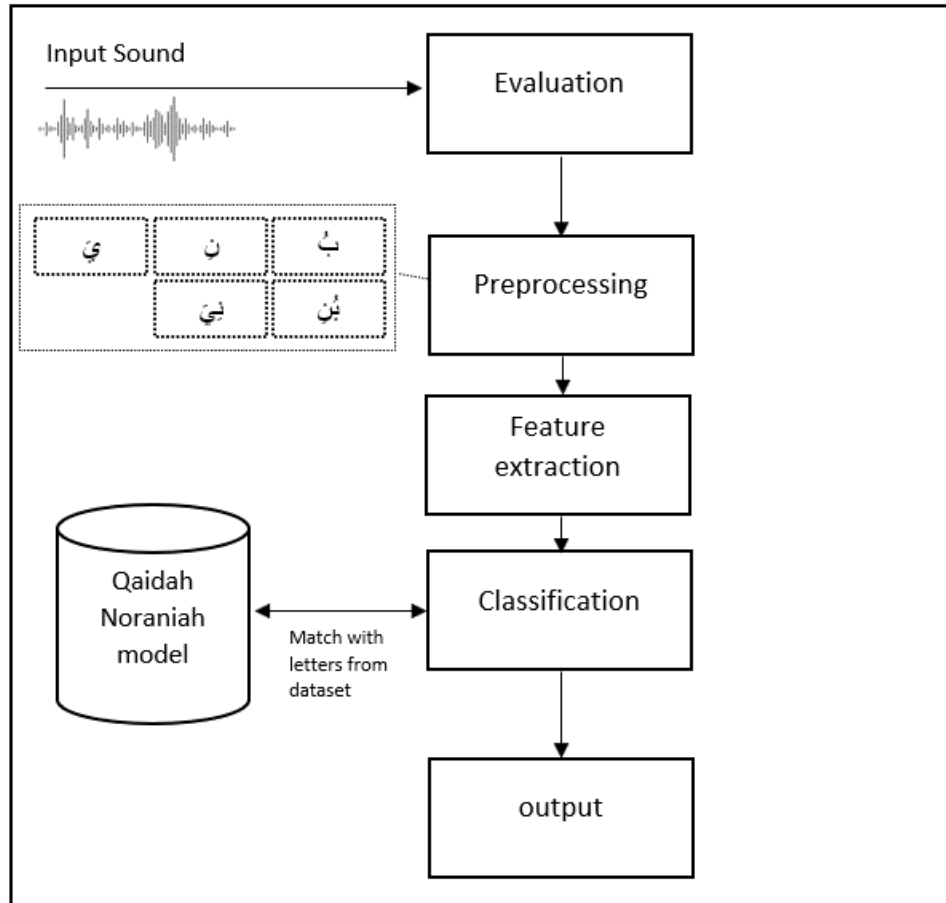 Input Sound
Evaluation
بُ
نِ
يَ
بُنِ
نِيَ
Preprocessing
Feature
extraction
Classification
Qaidah
Noraniah
model
Match with
letters from
dataset
output